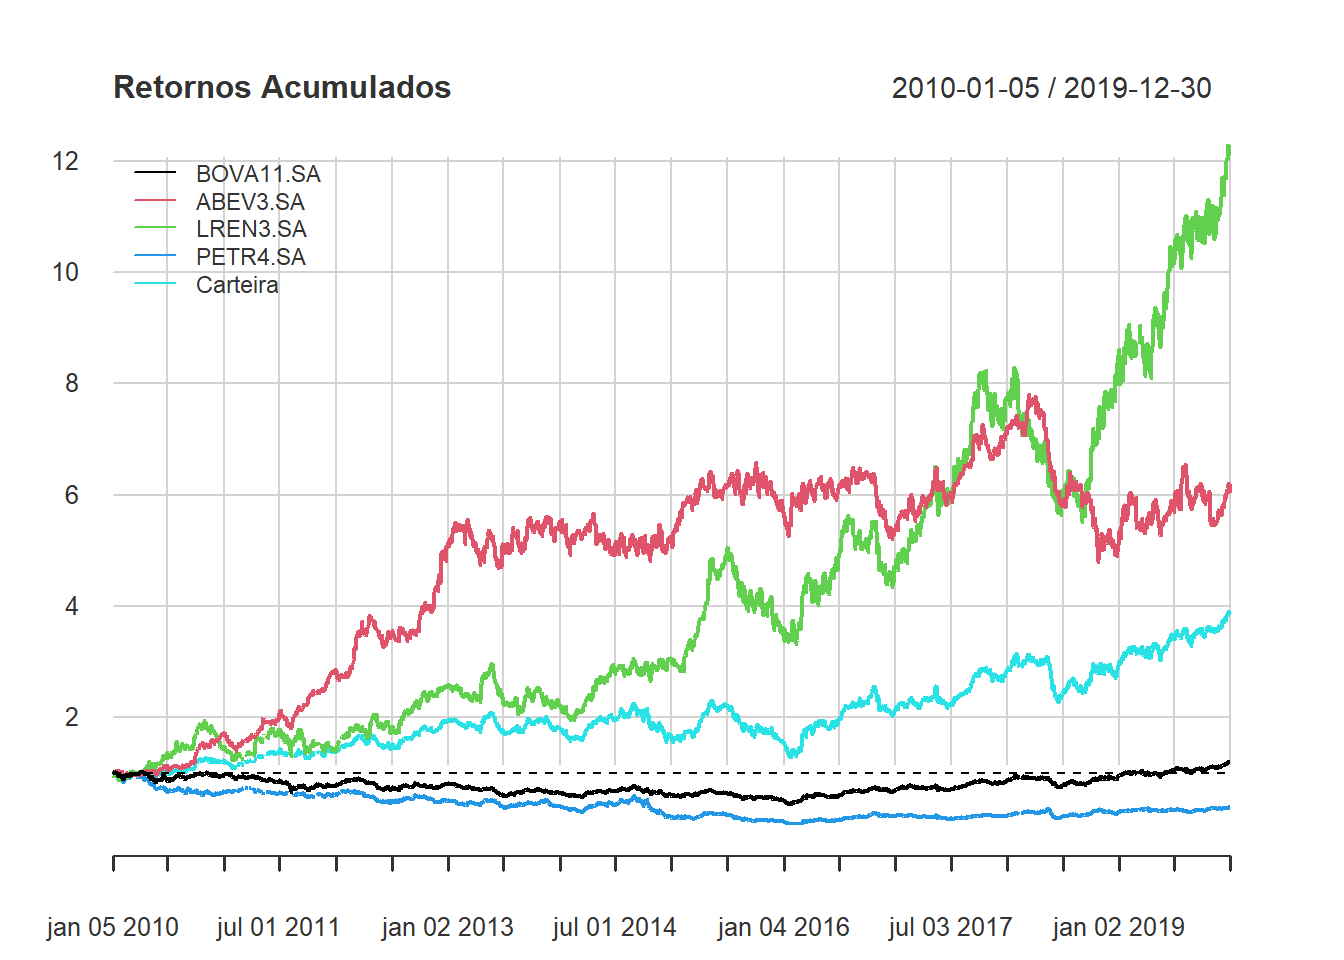 Retornos Acumulados 2010-01-05 / 2019-12-30
12
10
8
6
4
2
BOVA11.SA
ABEV3.SA
LREN3.SA
PETR4.SA
Carteira
jan 05 2010 jul 01 2011 jan 02 2013 jul 01 2014 jan 04 2016 jul 03 2017 jan 02 2019